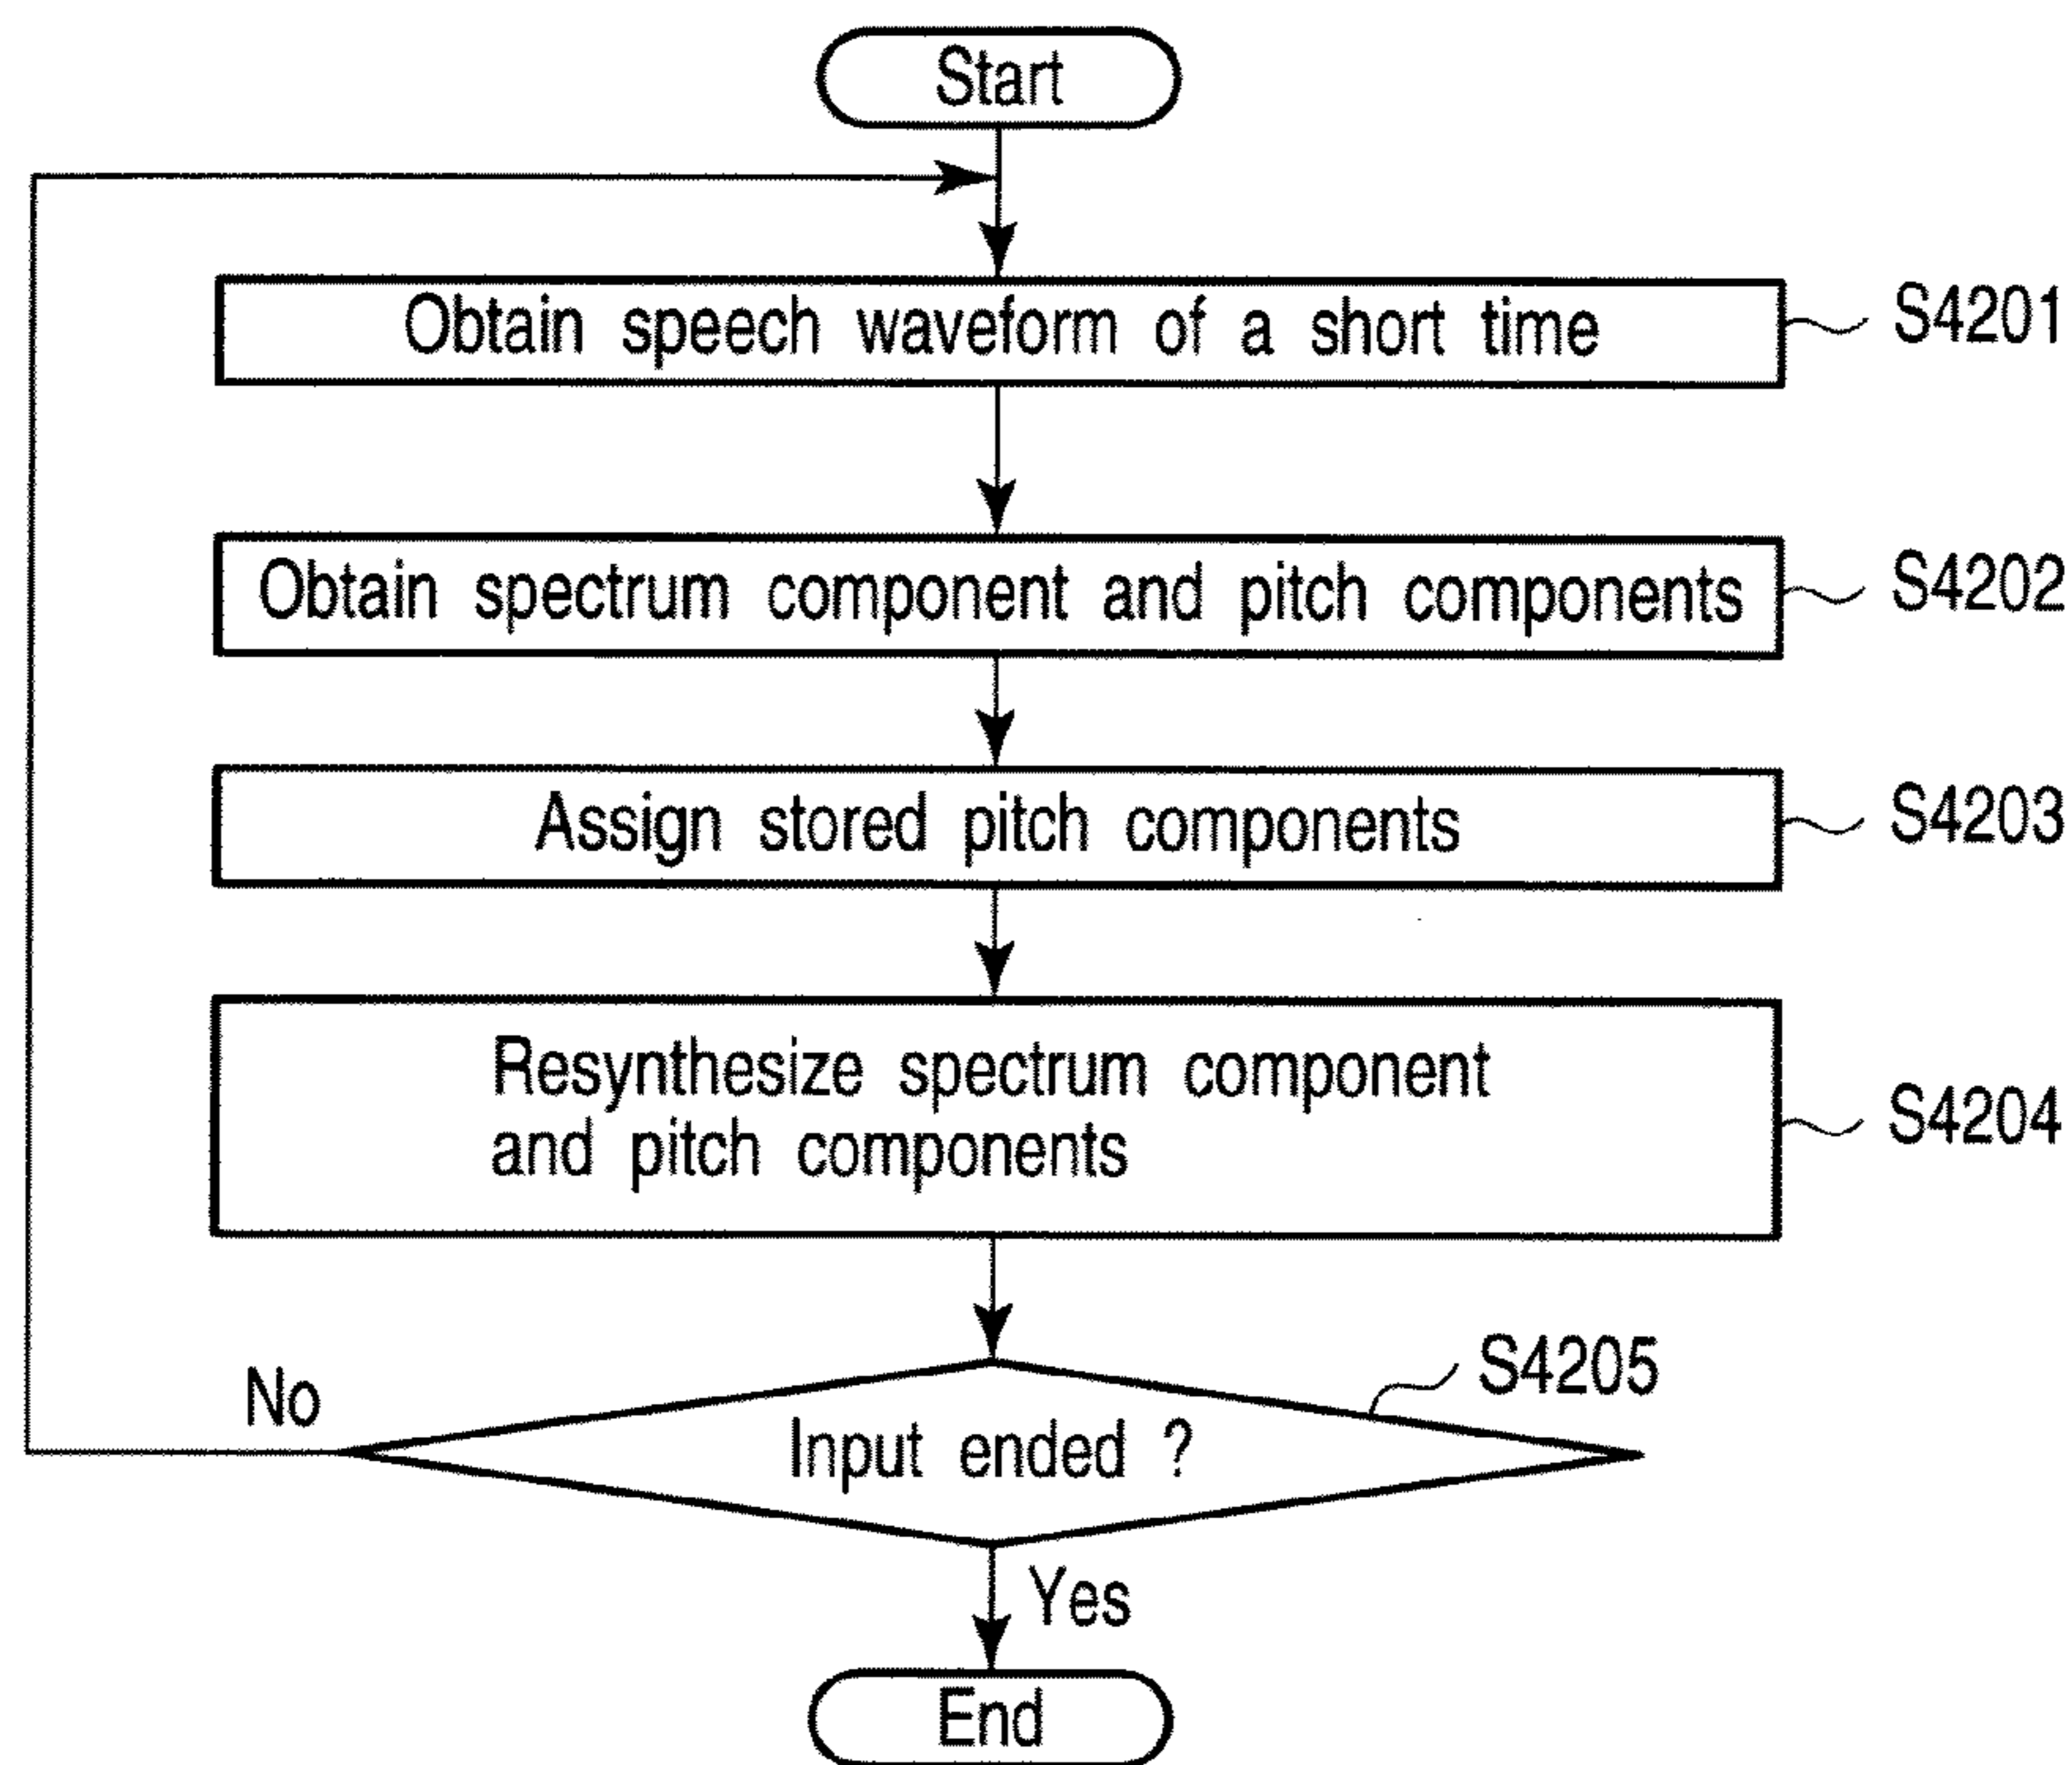 Start
Obtain speech waveform of a short time
S4201
Obtain spectrum component and pitch components
S4202
Assign stored pitch components
S4203
Resynthesize spectrum component
and pitch components
S4204
S4205
No
Input ended ?
Yes
End